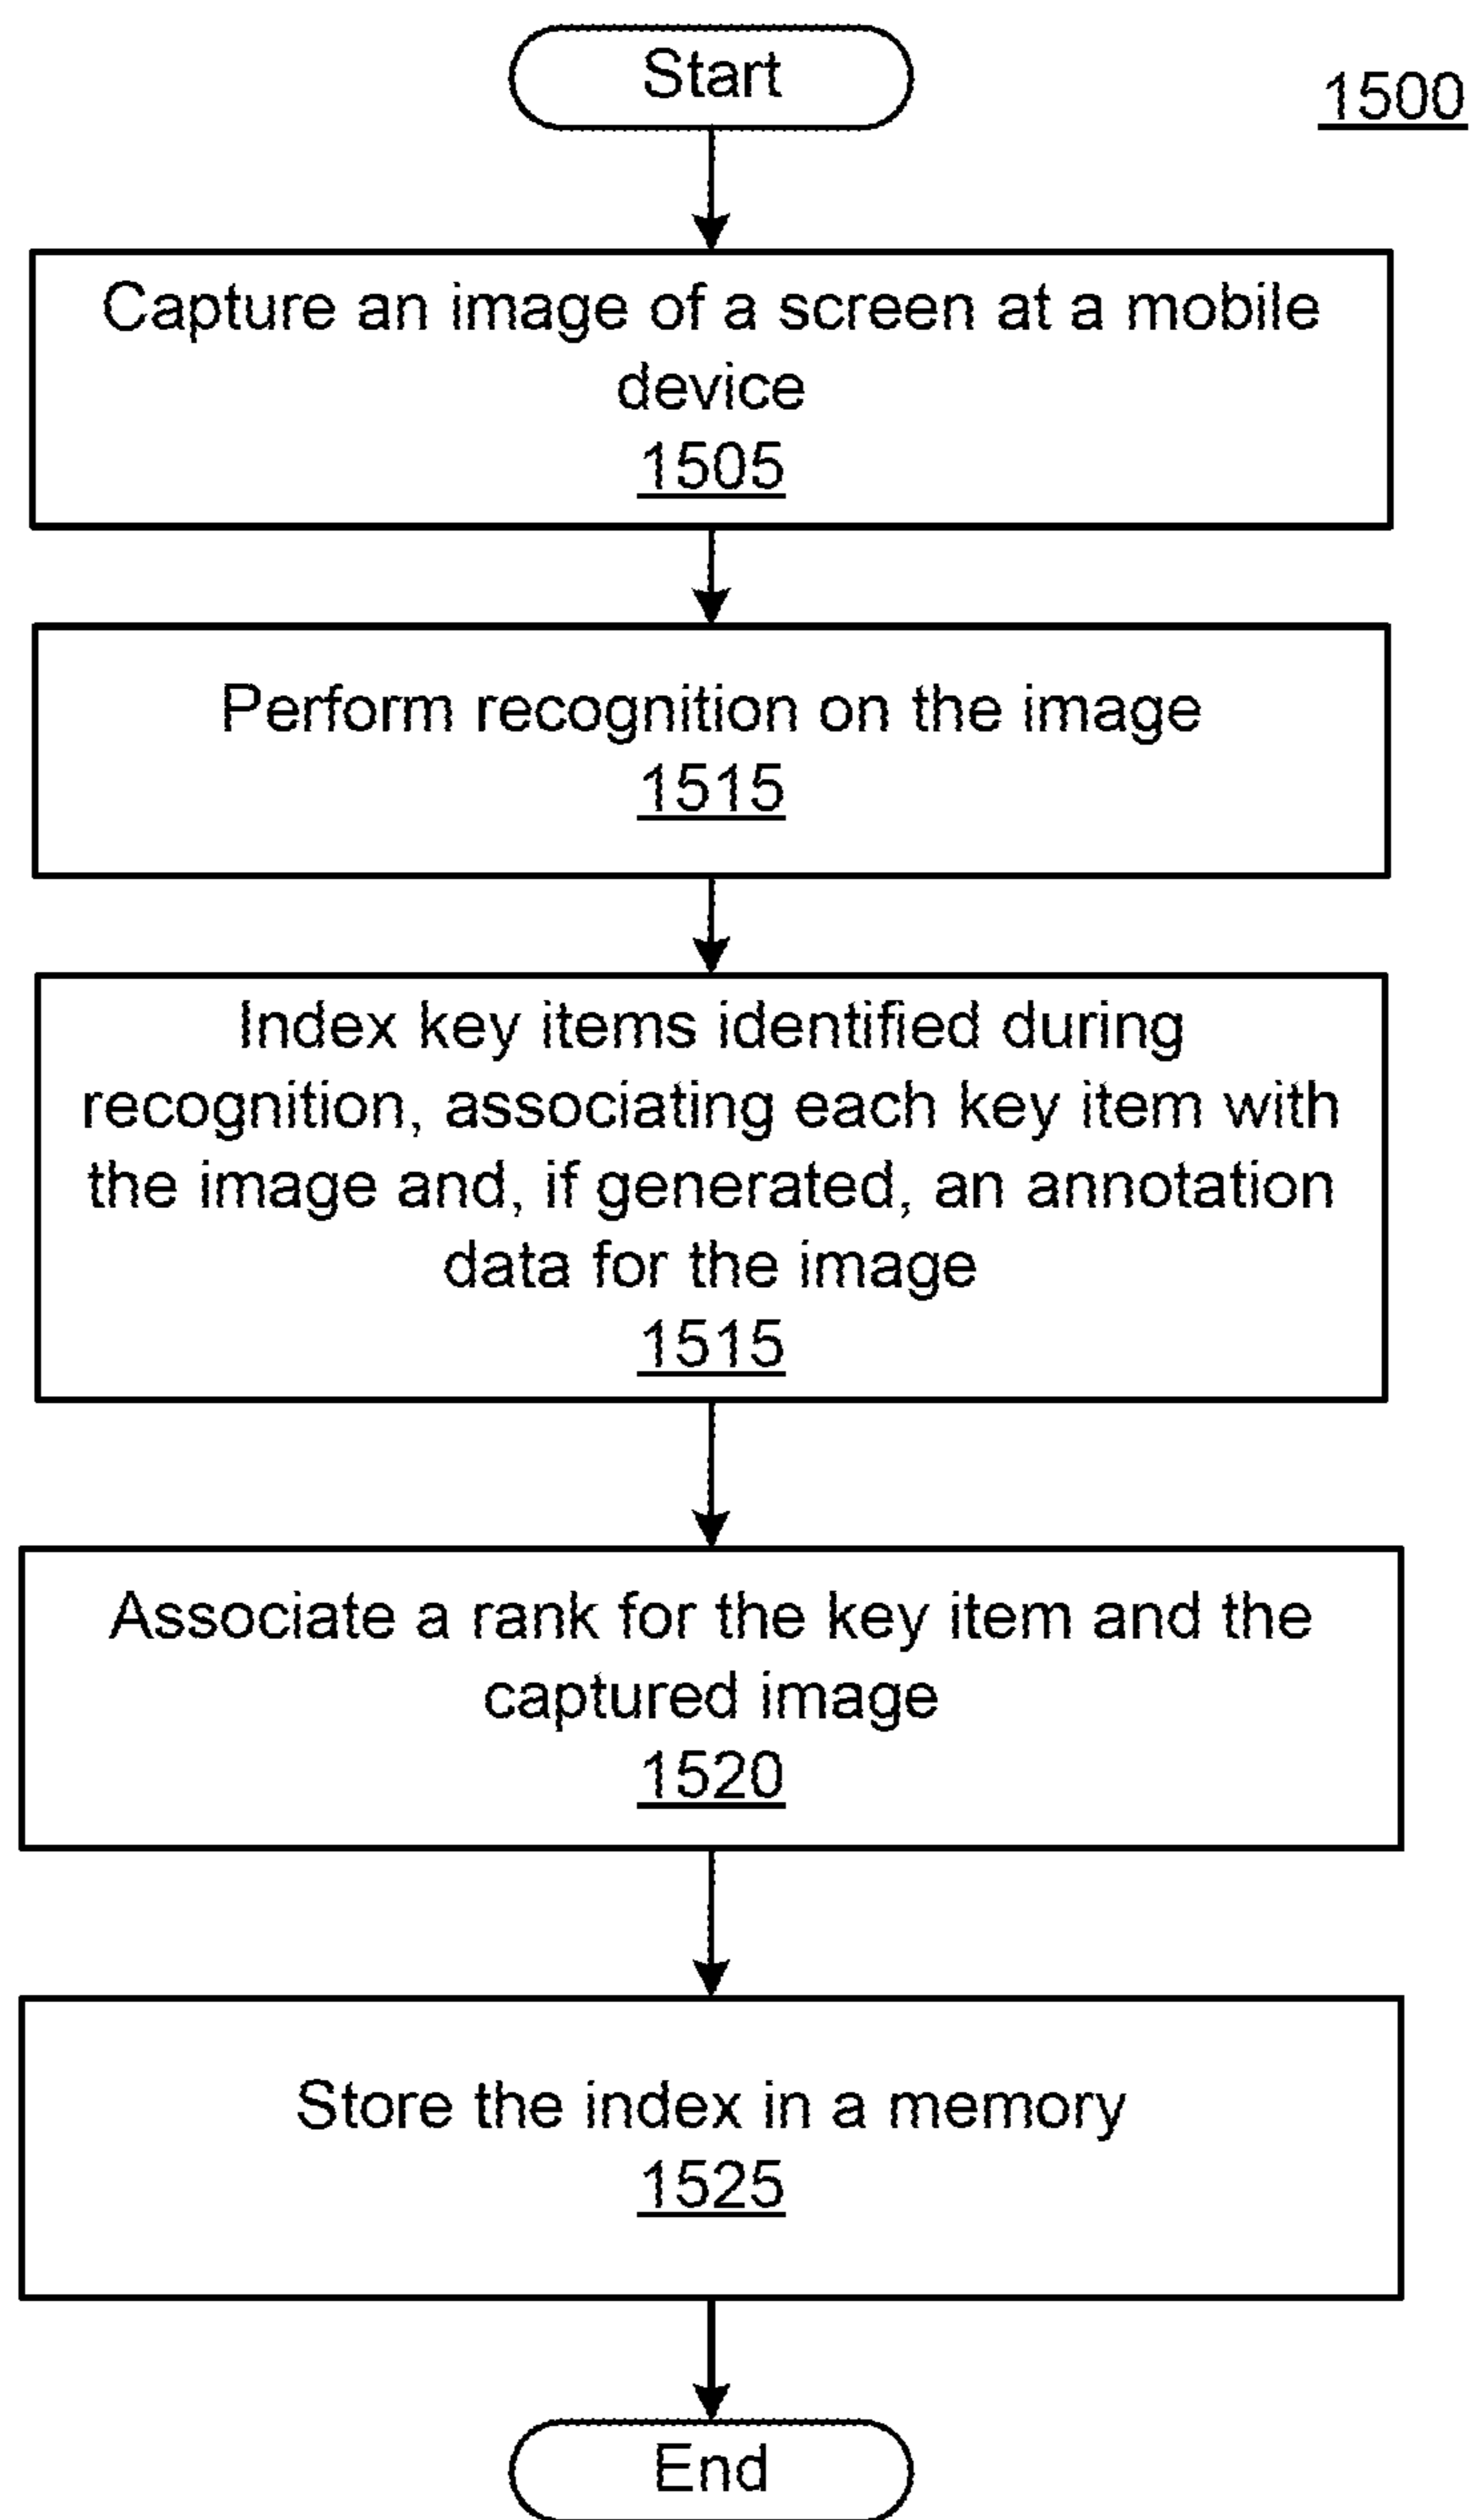 Start
1500
Capture an image of a screen at a mobile
device
1505
Perform recognition on the image
1515
Index key items identified during
recognition, associating each key item with
the image and, if generated, an annotation
data for the image
1515
Associate a rank for the key item and the
captured image
1520
Store the index in a memory
1525
End